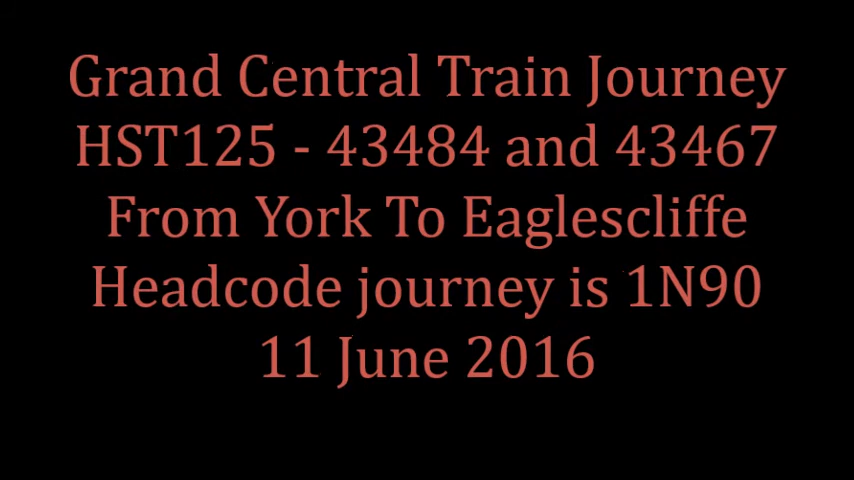 Grand Central Train Journey
HST125 - 43484 and 43467
From York To Eaglescliffe
Headcode journey is 1N90
11 June 2016